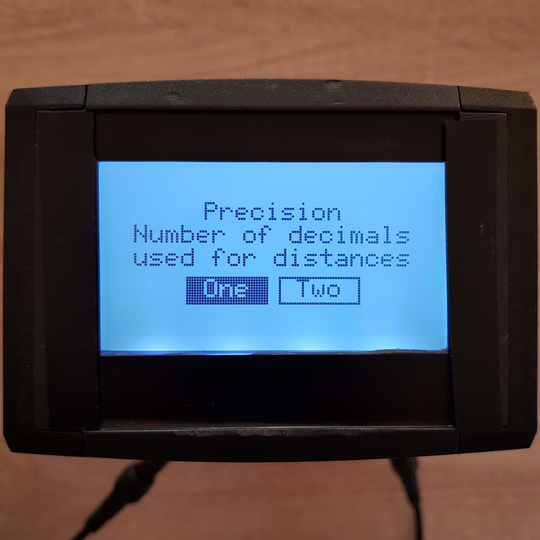 Precision
Number of decimals
used for distances
One Two